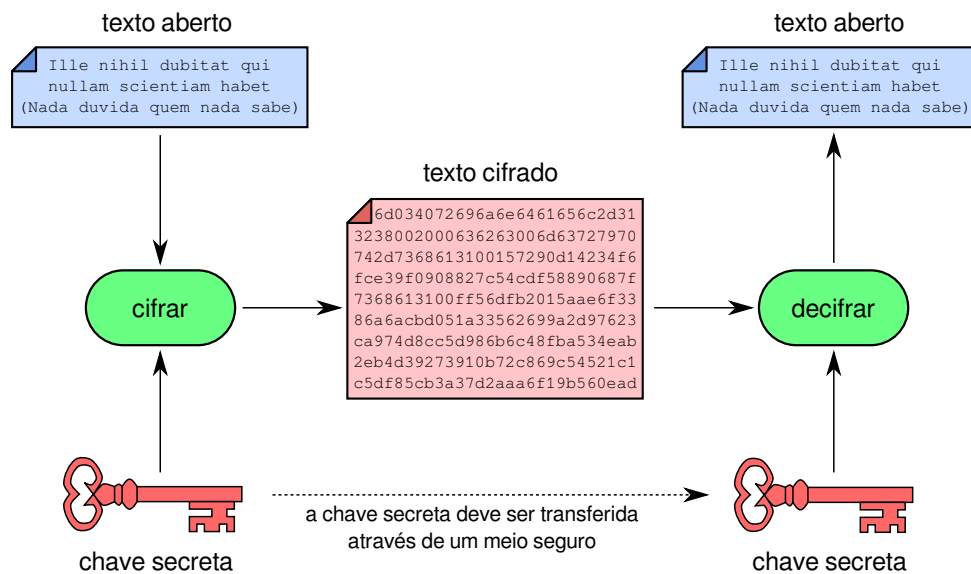 texto aberto
Ille nihil dubitat qui
nullam scientiam habet
(Nada duvida quem nada sabe)
texto aberto
Ille nihil dubitat qui
nullam scientiam habet
(Nada duvida quem nada sabe)
texto cifrado
6d034072696a6e6461656c2d31
3238002000636263006d63727970
742d7368613100157290d14234f6
fce39f0908827c54cdf58890687f
7368613100ff56dfb2015aae6f33
86a6acbd051a33562699a2d97623
ca974d8cc5d986b6c48fba534eab
2eb4d39273910b72c869c54521c1
c5df85cb3a37d2aaa6f19b560ead
cifrar
decifrar
a chave secreta deve ser transferida
através de um meio seguro
chave secreta
chave secreta